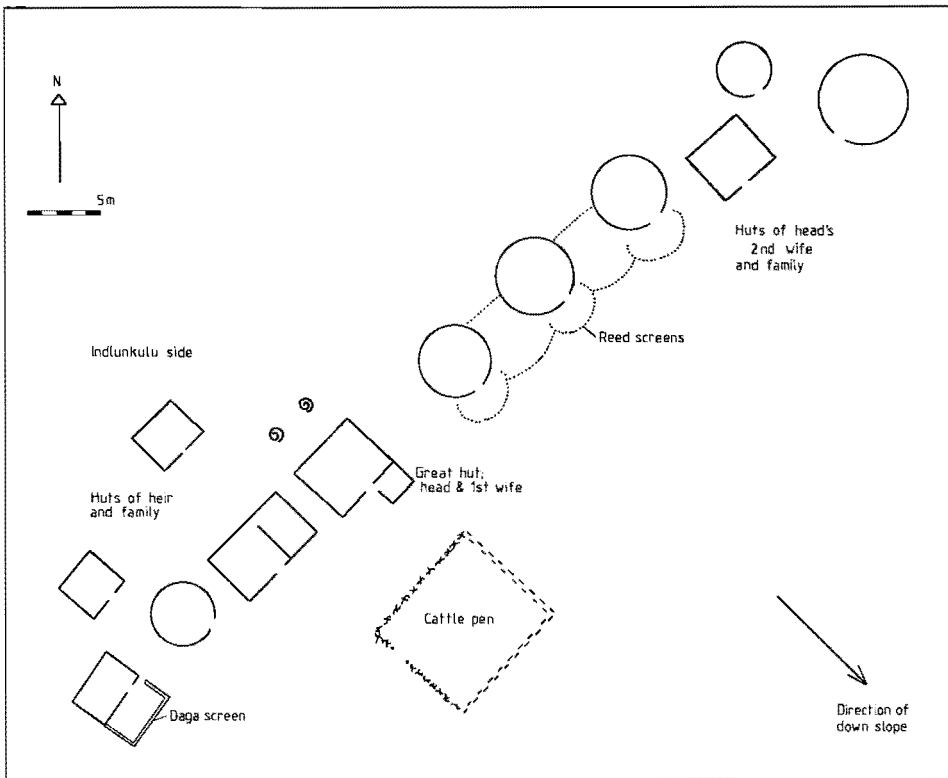 N
5m
Huts of head's
2nd wife
and family
Reed screens
Indlunkulu side
Great hut;
head & 1st wife
Huts of heir
and family
Cattle pen
Daga screen
Direction of
down slope